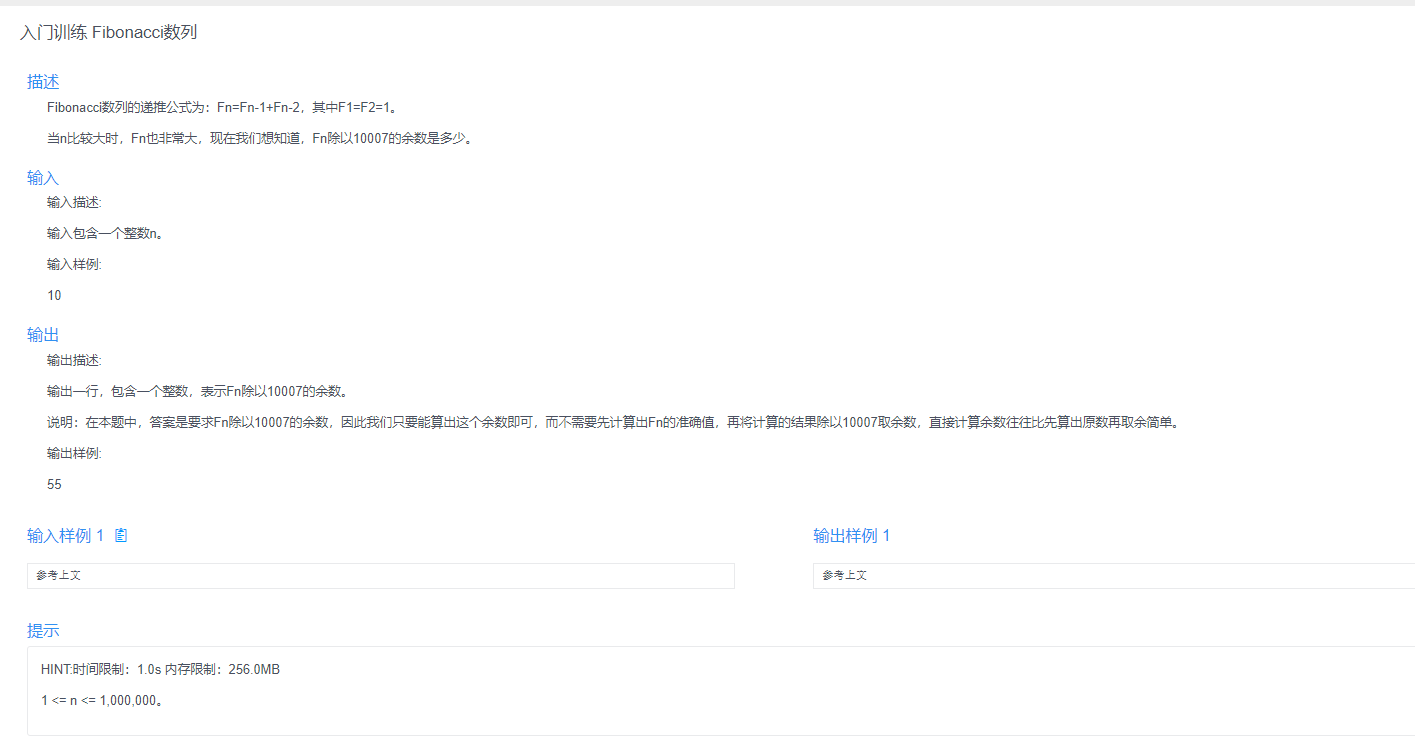 入门训练 Fibonacci数列
描述
Fibonacci数列的递推公式为：Fn=Fn-1+Fn-2，其中F1=F2=1。
当n比较大时，Fn也非常大，现在我们想知道，Fn除以10007的余数是多少。
输入
输入描述:
输入包含一个整数n。
输入样例:
10
输出
输出描述:
输出一行，包含一个整数，表示Fn除以10007的余数。
说明：在本题中，答案是要求Fn除以10007的余数，因此我们只要能算出这个余数即可，而不需要先计算出Fn的准确值，再将计算的结果除以10007取余数，直接计算余数往往比先算出原数再取余简单。
输出样例:
55
输入样例 1
输出样例 1
参考上文
参考上文
提示
HINT:时间限制：1.0s 内存限制：256.0MB
1 <= n <= 1,000,000。